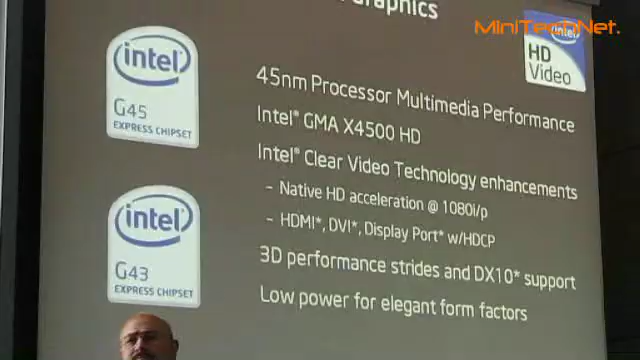 Graphics
MiniTechNet.
intel
HD
Video
intel
G45
EXPRESS CHIPSET
45nm Processor Multimedia Performance
Intel® GMA X4500 HD
Intel® Clear Video Technology enhancements
- Native HD acceleration @ 1080i/p
- HDMI*, DVI*, Display Port* w/HDCP
intel
G43
EXPRESS CHIPSET
3D performance strides and DX10* support
Low power for elegant form factors